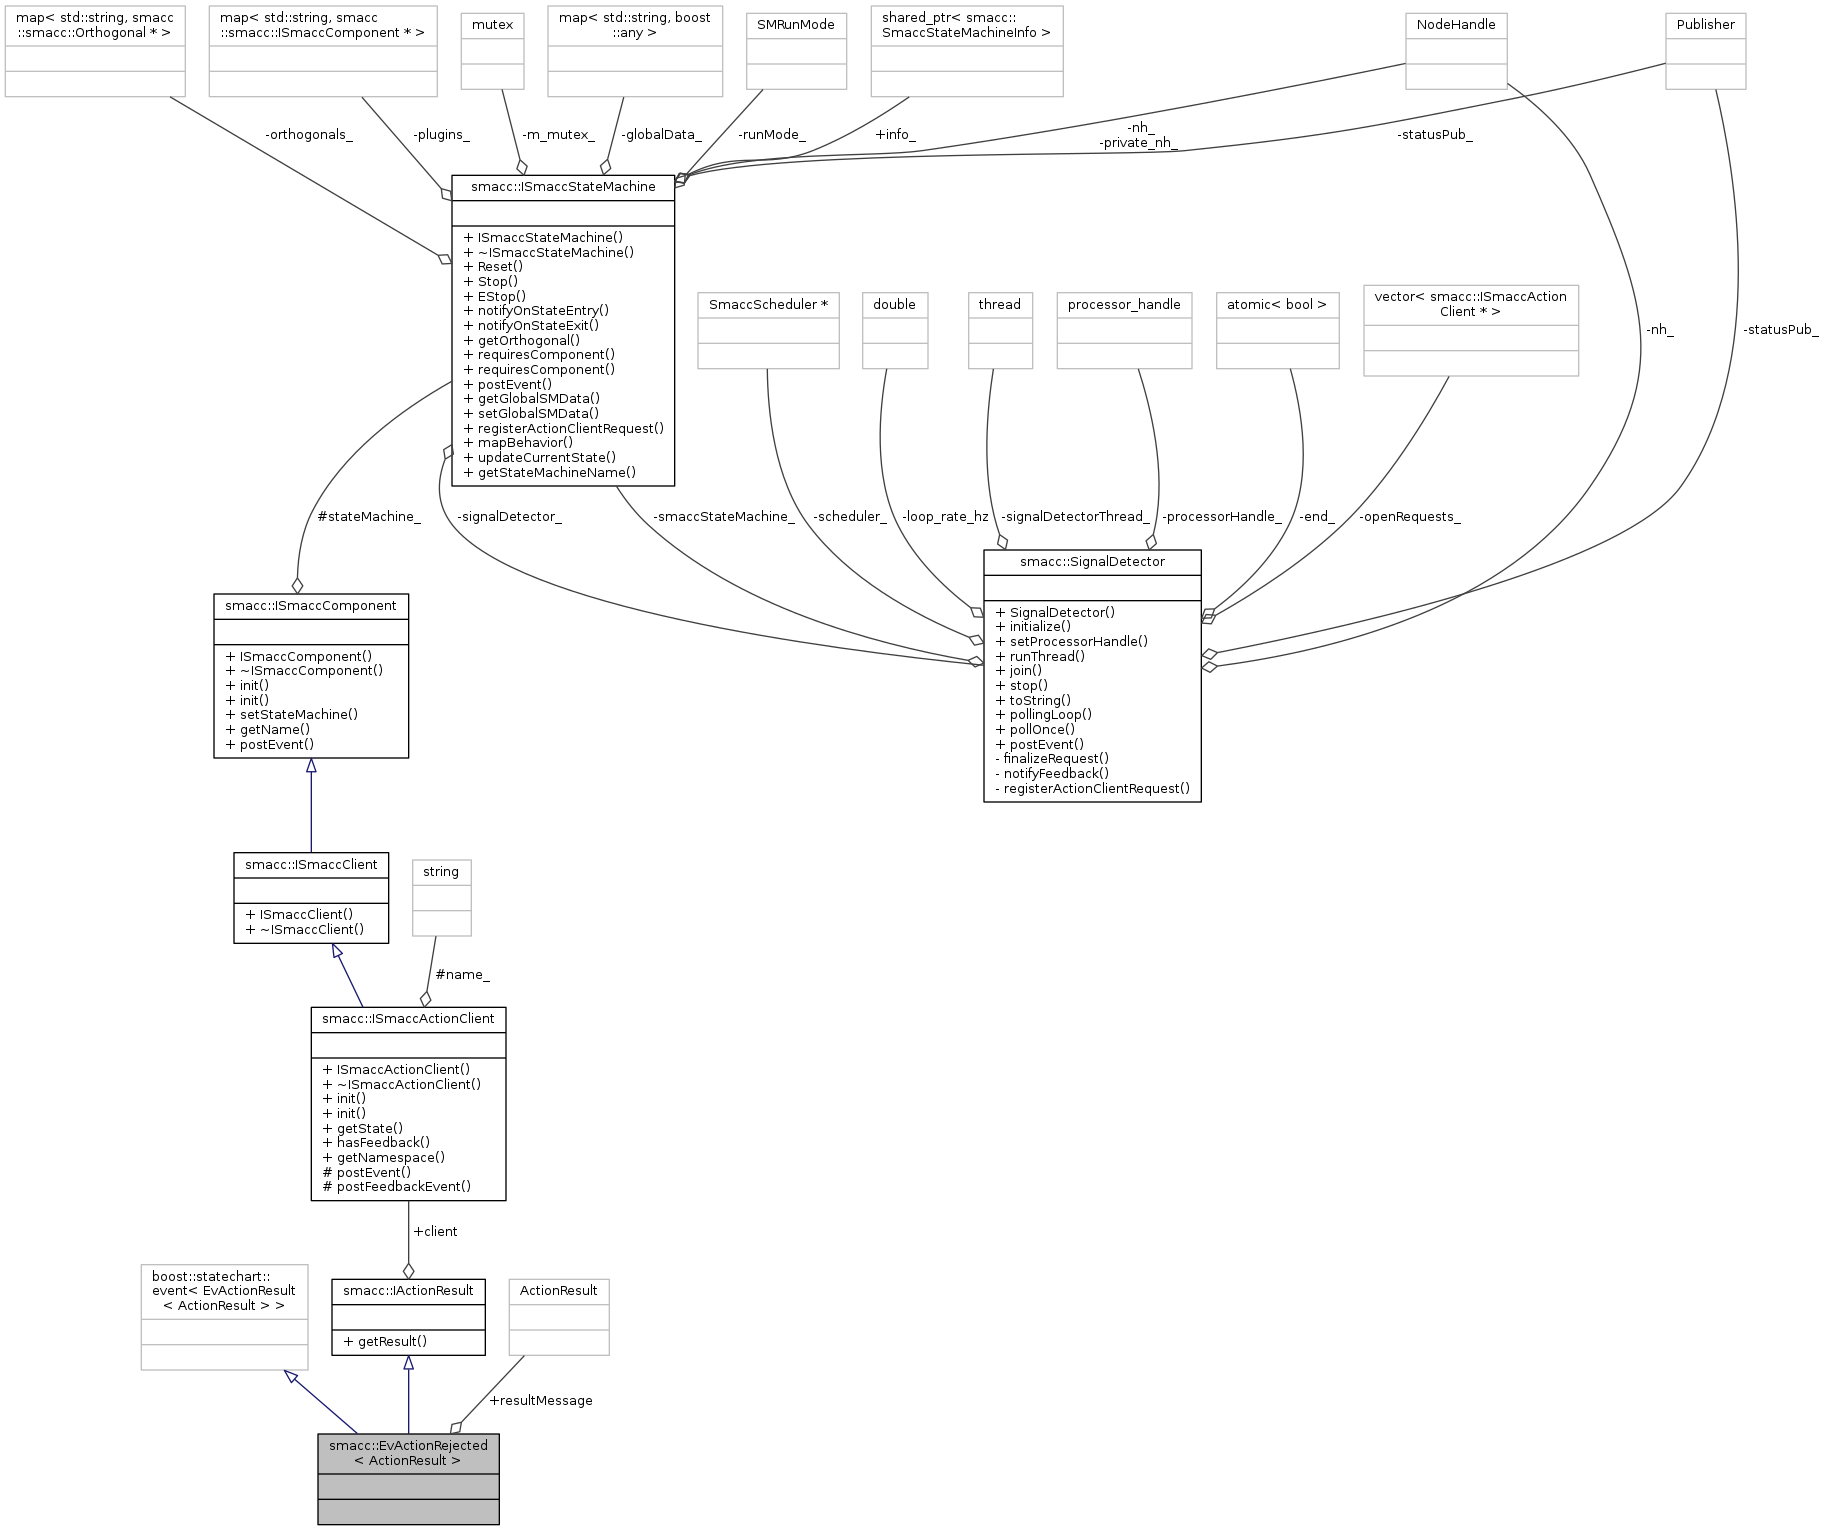 map< std::string, smacc
::smacc::Orthogonal * >
map< std::string, smacc
::smacc::ISmaccComponent * >
mutex
map< std::string, boost
::any >
SMRunMode
shared_ptr< smacc::
SmaccStateMachineInfo >
NodeHandle
Publisher
-orthogonals_
-plugins_
-m_mutex_
-globalData_
-runMode_
+info_
-nh_
-private_nh_
-statusPub_
smacc::ISmaccStateMachine
+ ISmaccStateMachine()
+ ~ISmaccStateMachine()
+ Reset()
+ Stop()
+ EStop()
+ notifyOnStateEntry()
+ notifyOnStateExit()
+ getOrthogonal()
+ requiresComponent()
+ requiresComponent()
+ postEvent()
+ getGlobalSMData()
+ setGlobalSMData()
+ registerActionClientRequest()
+ mapBehavior()
+ updateCurrentState()
+ getStateMachineName()
SmaccScheduler *
double
thread
processor_handle
atomic< bool >
vector< smacc::ISmaccAction
Client * >
-nh_
-statusPub_
#stateMachine_
-signalDetector_
-smaccStateMachine_
-scheduler_
-loop_rate_hz
-signalDetectorThread_
-processorHandle_
-end_
-openRequests_
smacc::SignalDetector
+ SignalDetector()
+ initialize()
+ setProcessorHandle()
+ runThread()
+ join()
+ stop()
+ toString()
+ pollingLoop()
+ pollOnce()
+ postEvent()
- finalizeRequest()
- notifyFeedback()
- registerActionClientRequest()
smacc::ISmaccComponent
+ ISmaccComponent()
+ ~ISmaccComponent()
+ init()
+ init()
+ setStateMachine()
+ getName()
+ postEvent()
smacc::ISmaccClient
+ ISmaccClient()
+ ~ISmaccClient()
string
#name_
smacc::ISmaccActionClient
+ ISmaccActionClient()
+ ~ISmaccActionClient()
+ init()
+ init()
+ getState()
+ hasFeedback()
+ getNamespace()
# postEvent()
# postFeedbackEvent()
+client
boost::statechart::
event< EvActionResult
< ActionResult > >
smacc::IActionResult
+ getResult()
ActionResult
+resultMessage
smacc::EvActionRejected
< ActionResult >